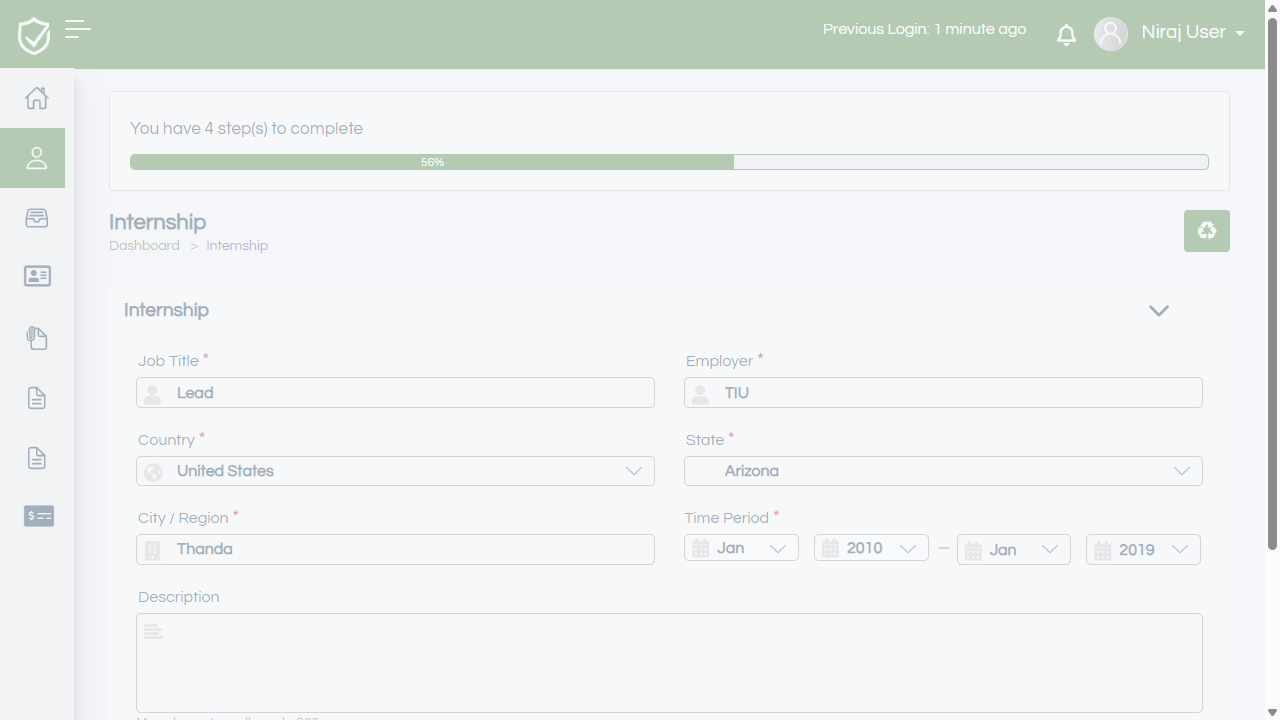 Previous Login: 1 minute ago
Niraj User
You have 4 step(s) to complete
56%
Internship
Dashboard > Internship
Internship
Job Title *
Employer *
Lead
TIU
Country *
State *
United States
Arizona
City / Region *
Time Period *
Thanda
Jan
2010
–
Jan
2019
Description